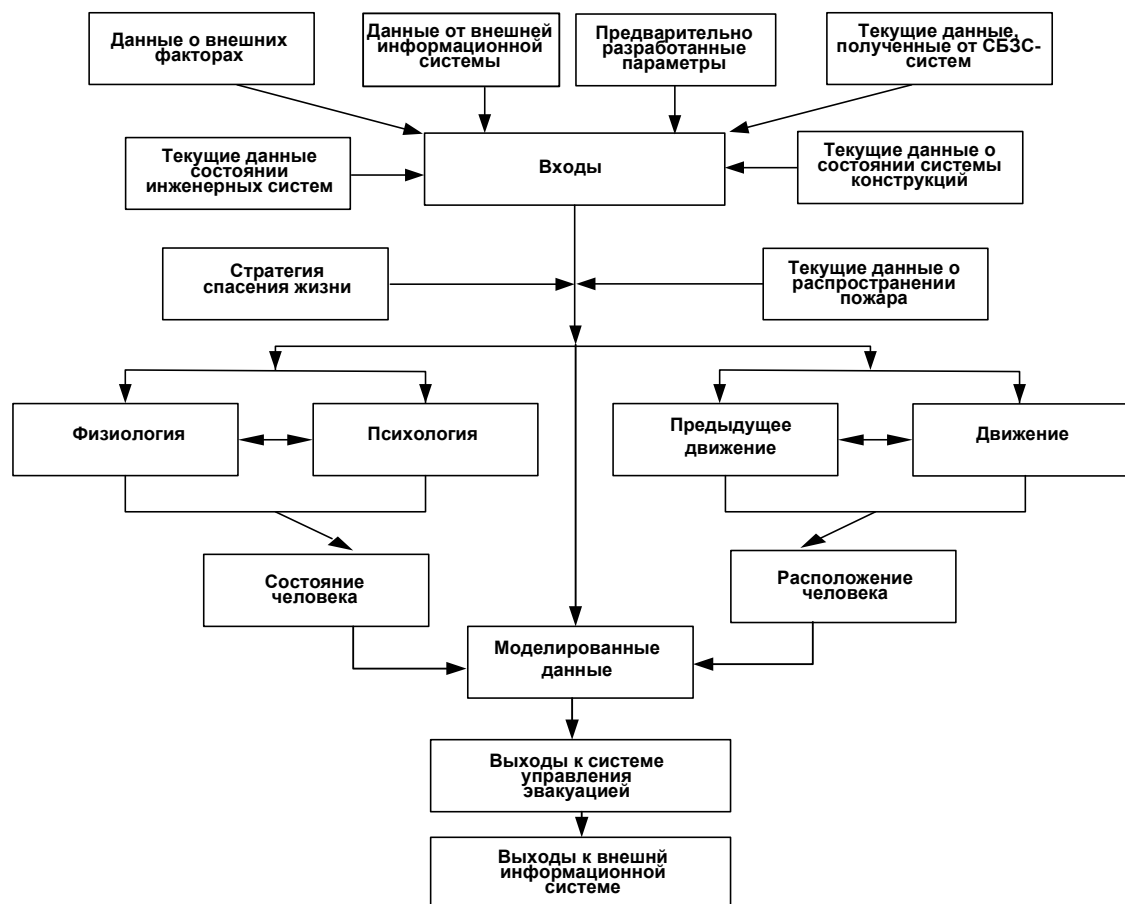 Данные о внешних
факторах
Данные от внешней
информационной
системы
Предварительно
разработанные
параметры
Текущие данные,
полученные от СБЗС-
систем
Текущие данные
состоянии
инженерных систем
Входы
Текущие данные о
состоянии системы
конструкций
Стратегия
спасения жизни
Текущие данные о
распространении
пожара
Физиология
Психология
Предыдущее
движение
Движение
Состояние
человека
Расположение
человека
Моделированные
данные
Выходы к системе
управления
эвакуацией
Выходы к внешнй
информационной
системе